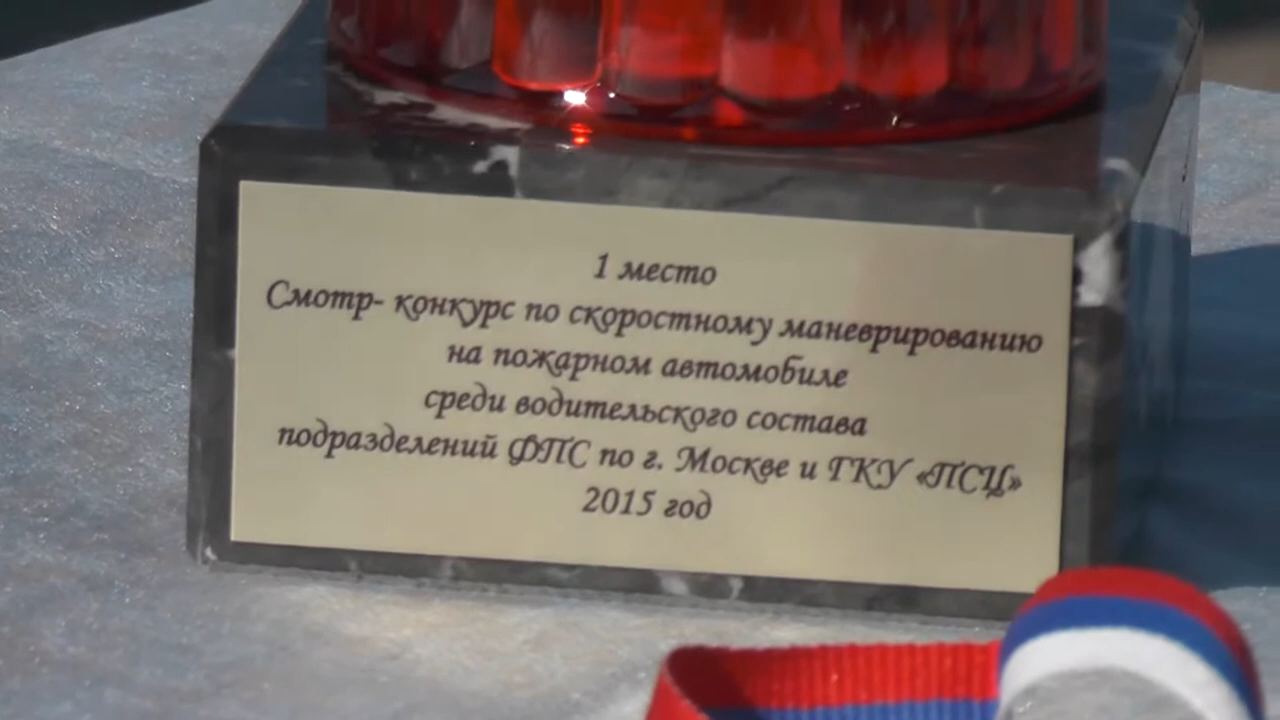 1 место
Смотр- конкурс по скоростному маневрированию
на пожарном автомобиле
среди водительского состава
подразделений ФПС по г. Москве и ГКУ «ПСЦ»
2015 год